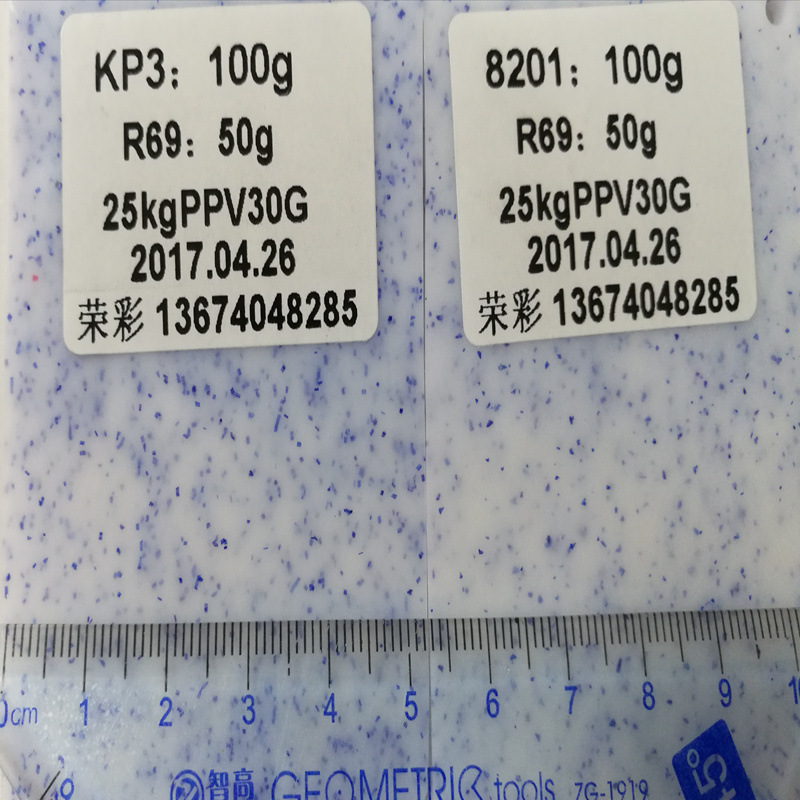 KP3： 100g
R69： 50g
25kgPPV30G
2017.04.26
荣彩 13674048285
8201： 100g
R69： 50g
25kgPPV30G
2017.04.26
荣彩 13674048285
0cm 1 2 3 4 5 6 7 8 9 10
智高 GEOMETRIC tools ZG-1919